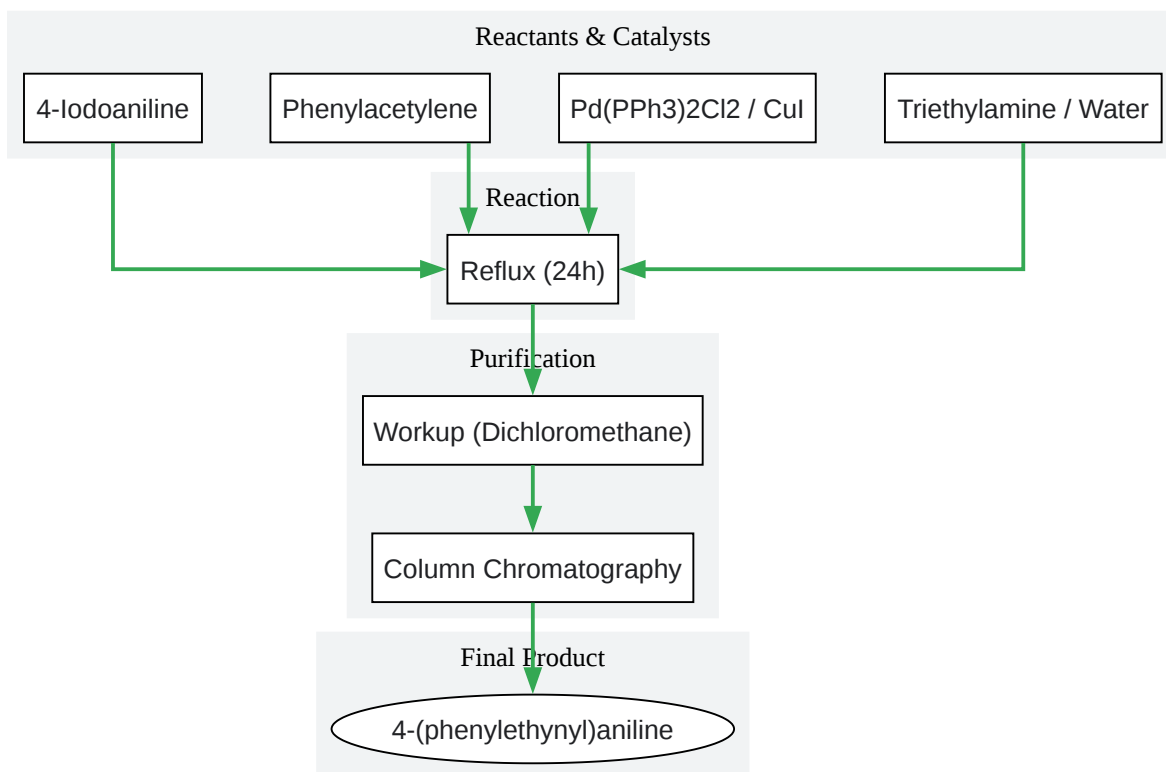 Reactants & Catalysts
4-Iodoaniline
Phenylacetylene
Pd(PPh3)2Cl2 / CuI
Triethylamine / Water
Reaction
Reflux (24h)
Purification
Workup (Dichloromethane)
Column Chromatography
Final Product
4-(phenylethynyl)aniline